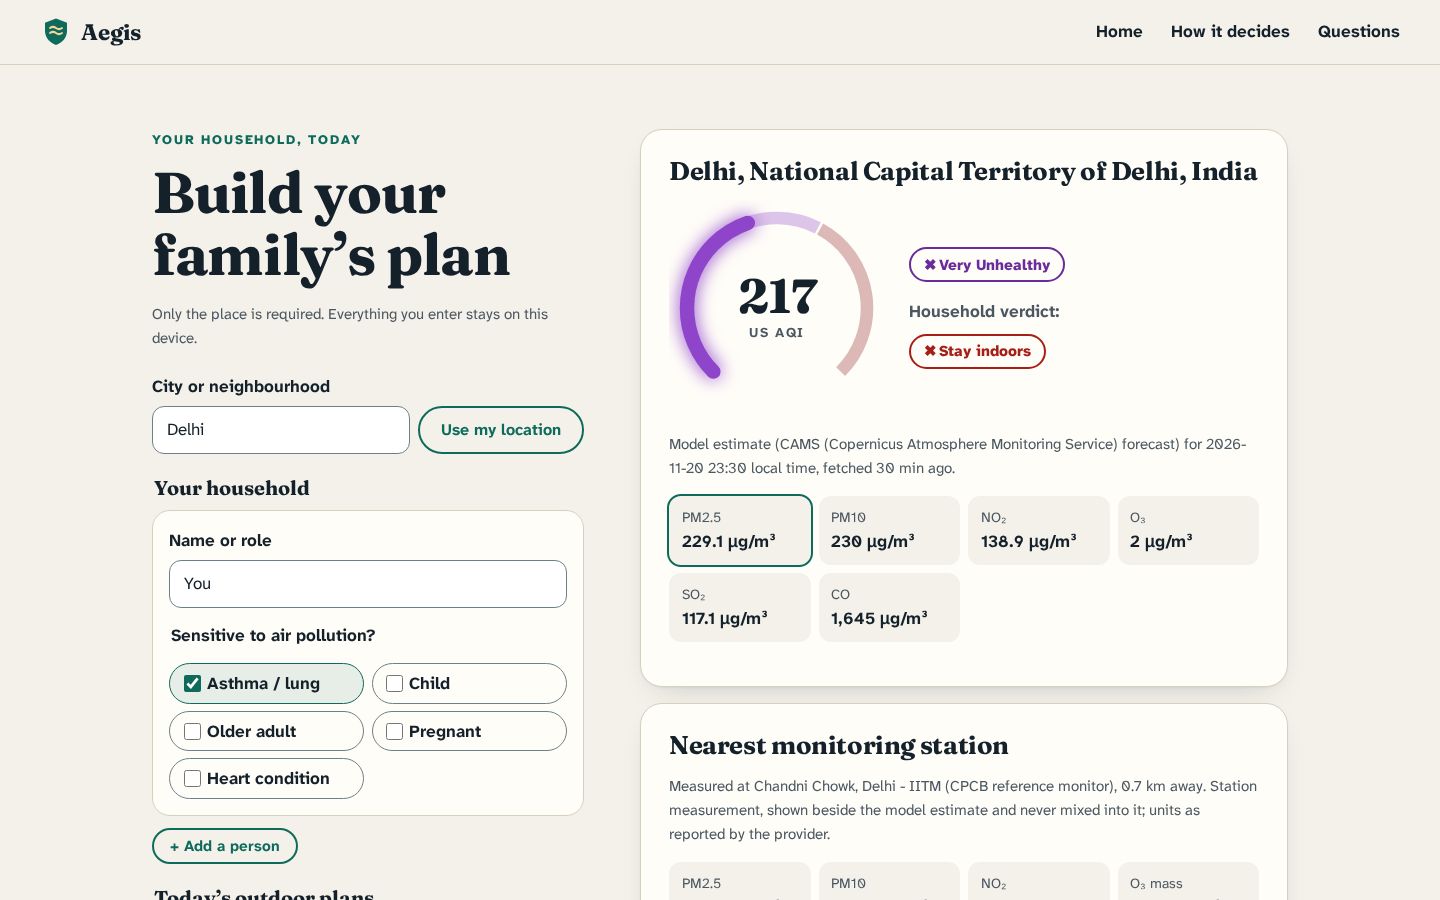 Aegis
Home
How it decides
Questions
YOUR HOUSEHOLD, TODAY
Build your
family’s plan
Only the place is required. Everything you enter stays on this
device.
City or neighbourhood
Delhi
Use my location
Your household
Name or role
You
Sensitive to air pollution?
Asthma / lung
Child
Older adult
Pregnant
Heart condition
+ Add a person
Today’s outdoor plans
Delhi, National Capital Territory of Delhi, India
217
US AQI
✖ Very Unhealthy
Household verdict:
✖ Stay indoors
Model estimate (CAMS (Copernicus Atmosphere Monitoring Service) forecast) for 2026-
11-20 23:30 local time, fetched 30 min ago.
PM2.5
229.1 µg/m³
PM10
230 µg/m³
NO₂
138.9 µg/m³
O₃
2 µg/m³
SO₂
117.1 µg/m³
CO
1,645 µg/m³
Nearest monitoring station
Measured at Chandni Chowk, Delhi - IITM (CPCB reference monitor), 0.7 km away. Station
measurement, shown beside the model estimate and never mixed into it; units as
reported by the provider.
PM2.5
PM10
NO₂
O₃ mass